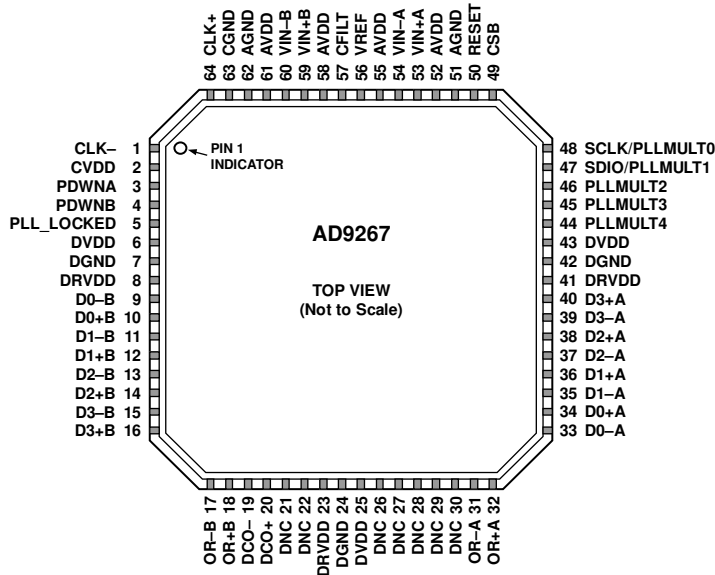 64 CLK+
63 CGND
62 AGND
61 AVDD
60 VIN–B
59 VIN+B
58 AVDD
57 CFILT
56 VREF
55 AVDD
54 VIN–A
53 VIN+A
52 AVDD
51 AGND
50 RESET
49 CSB
CLK– 1
CVDD 2
PDWNA 3
PDWNB 4
PLL_LOCKED 5
DVDD 6
DGND 7
DRVDD 8
D0–B 9
D0+B 10
D1–B 11
D1+B 12
D2–B 13
D2+B 14
D3–B 15
D3+B 16
PIN 1
INDICATOR
AD9267
TOP VIEW
(Not to Scale)
48 SCLK/PLLMULT0
47 SDIO/PLLMULT1
46 PLLMULT2
45 PLLMULT3
44 PLLMULT4
43 DVDD
42 DGND
41 DRVDD
40 D3+A
39 D3–A
38 D2+A
37 D2–A
36 D1+A
35 D1–A
34 D0+A
33 D0–A
OR–B 17
OR+B 18
DCO– 19
DCO+ 20
DNC 21
DNC 22
DRVDD 23
DGND 24
DVDD 25
DNC 26
DNC 27
DNC 28
DNC 29
DNC 30
OR–A 31
OR+A 32